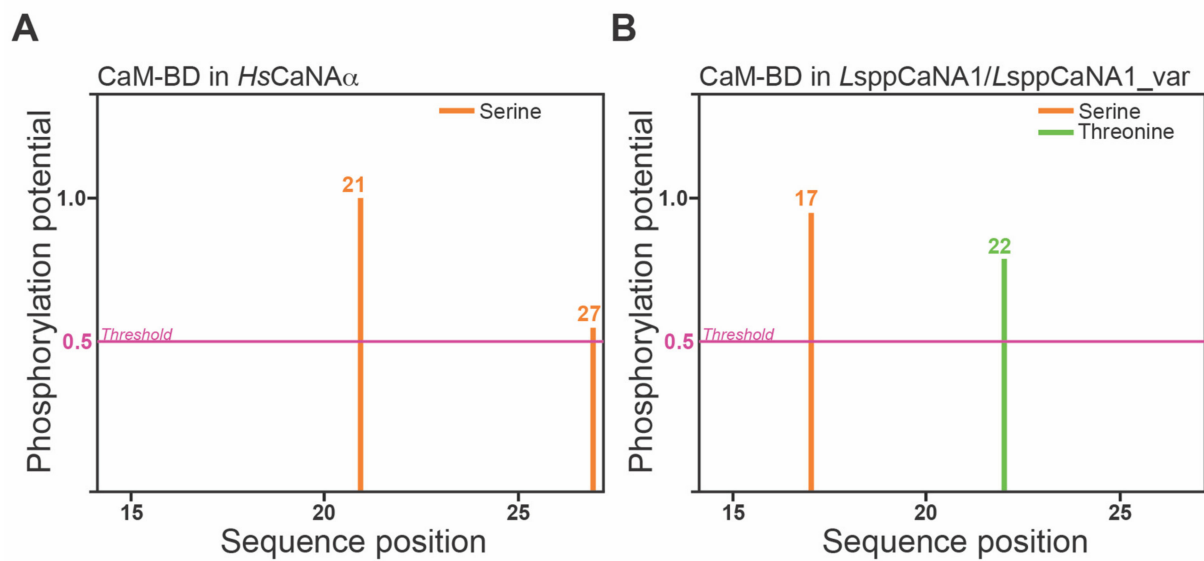 A
CaM-BD in HsCaNAα
Serine
21
27
1.0
0.5
Threshold
Phosphorylation potential
15
20
25
Sequence position
B
CaM-BD in LsppCaNA1/LsppCaNA1_var
Serine
Threonine
17
22
1.0
0.5
Threshold
Phosphorylation potential
15
20
25
Sequence position